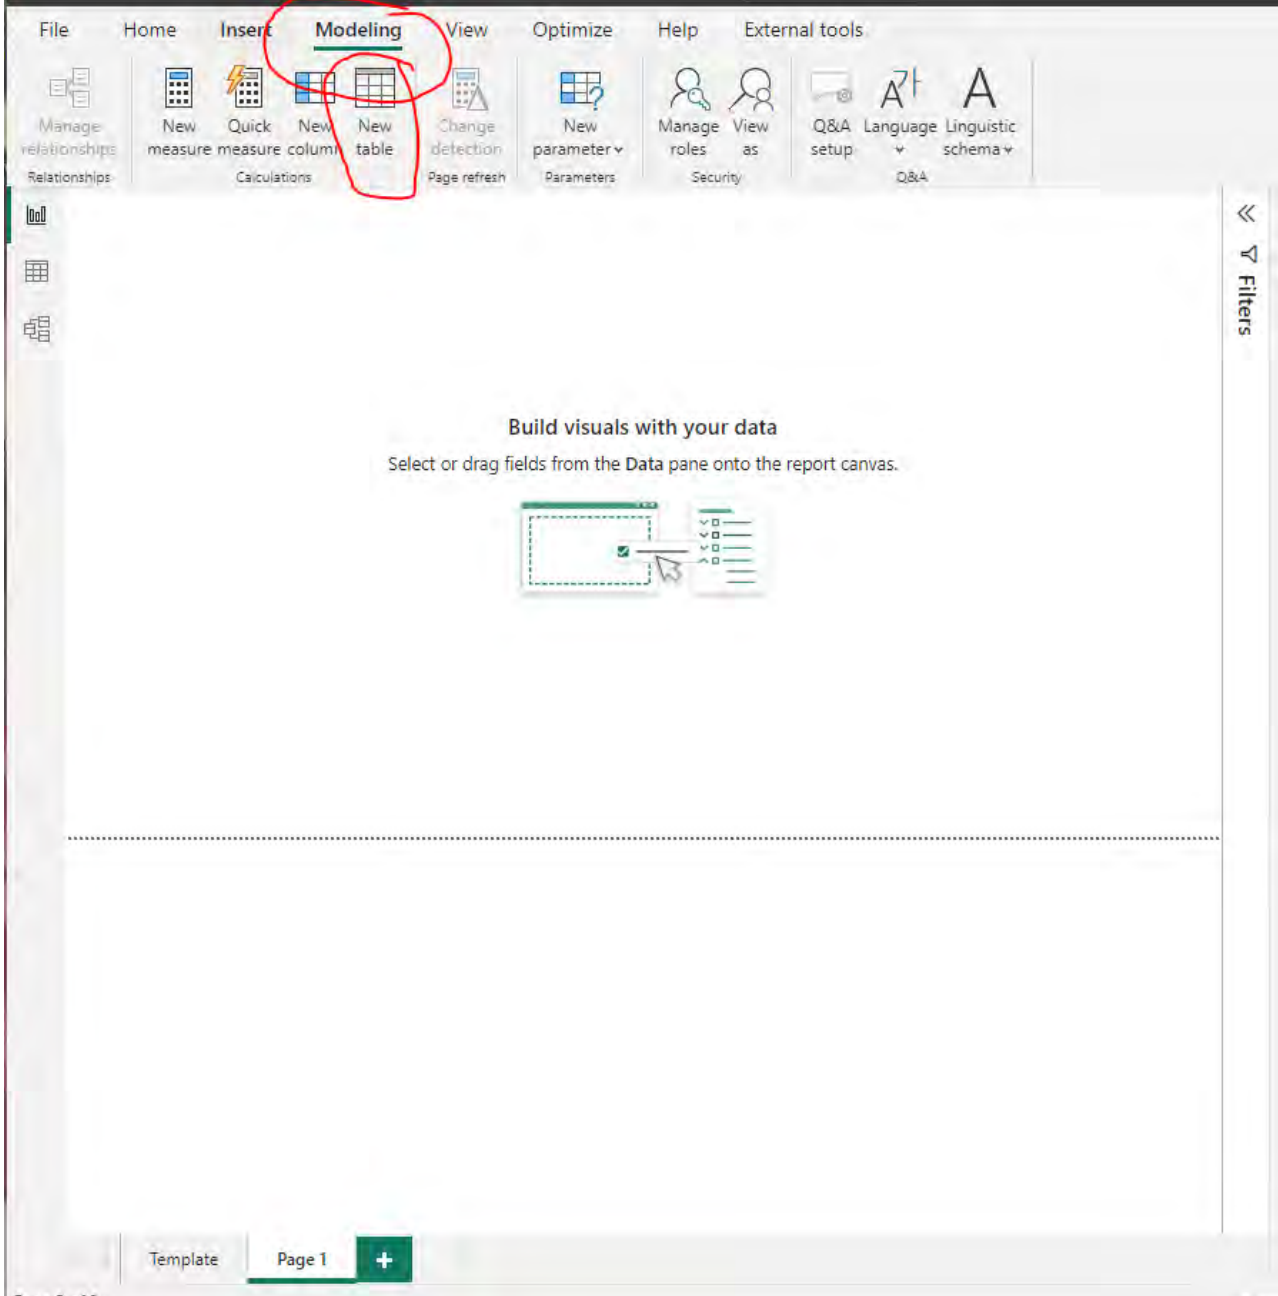 File Home Insert Modeling View Optimize Help External tools
Manage relationships
New measure
Quick measure
New column
New table
Change detection
New parameter
Manage roles
View as
Q&A setup
Language
Linguistic schema
Relationships Calculations Page refresh Parameters Security Q&A
Filters
Build visuals with your data
Select or drag fields from the Data pane onto the report canvas.
Template Page 1